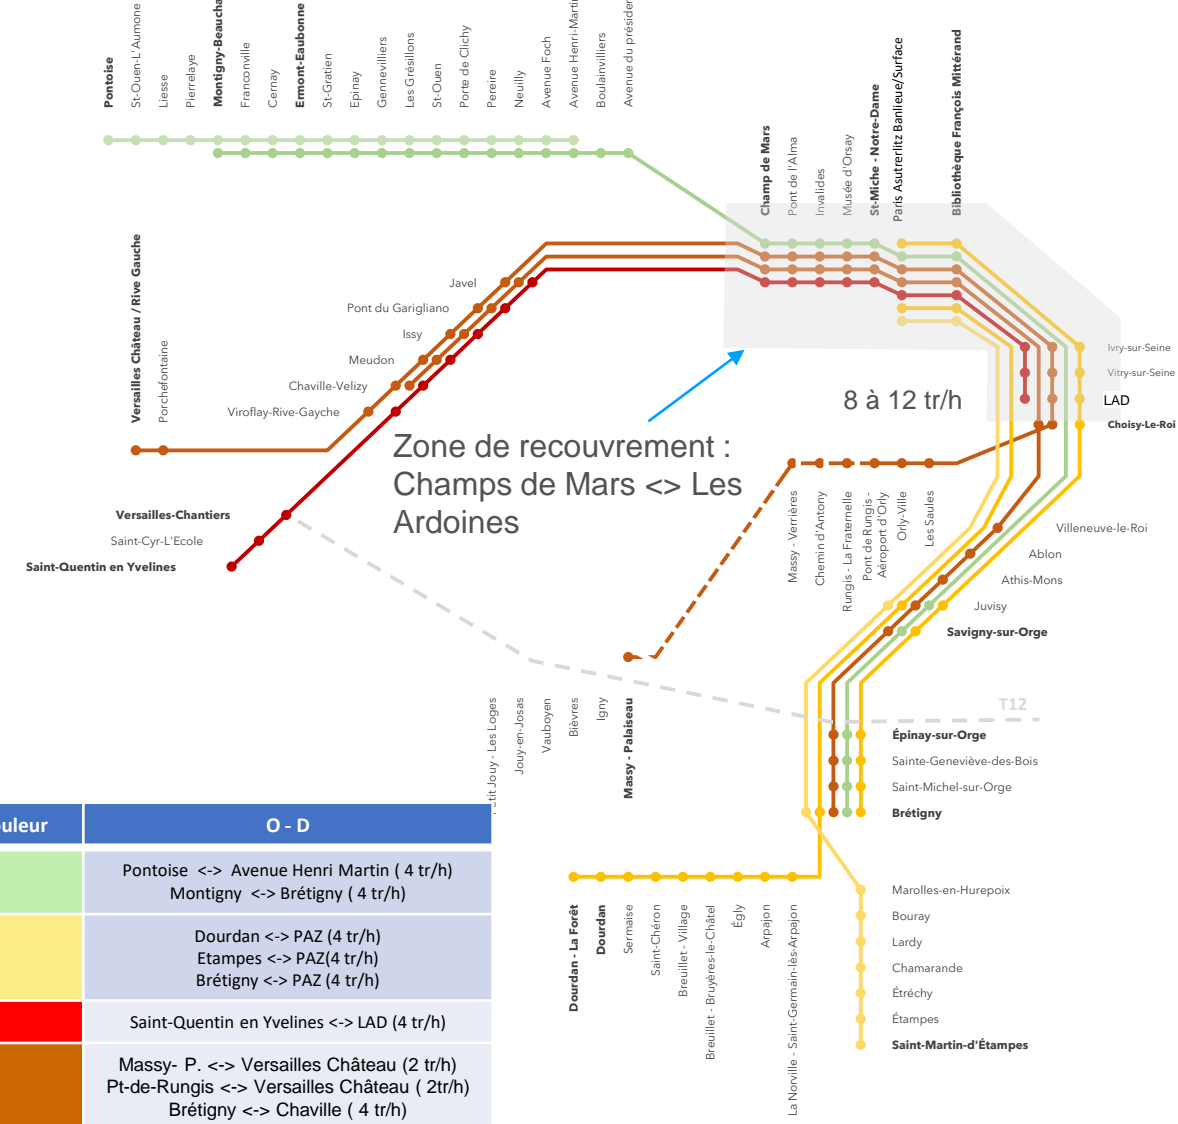 Pontoise
St-Ouen-L'Aumone
Liesse
Pierrelaye
Montigny-Beaucha
Franconville
Cernay
Ermont-Eaubonne
St-Gratien
Epinay
Gennevilliers
Les Grésillons
St-Ouen
Porte de Clichy
Pereire
Neuilly
Avenue Foch
Avenue Henri-Martin
Boulainvilliers
Avenue du présiden
Champ de Mars
Pont de l'Alma
Invalides
Musée d'Orsay
St-Miche - Notre-Dame
Paris Asutrerlitz Banlieue/Surface
Bibliothèque François Mittérand
Versailles Château / Rive Gauche
Porchefontaine
Javel
Pont du Garigliano
Issy
Meudon
Chaville-Velizy
Viroflay-Rive-Gayche
Ivry-sur-Seine
Vitry-sur-Seine
LAD
Choisy-Le-Roi
8 à 12 tr/h
Zone de recouvrement :
Champs de Mars <> Les
Ardoines
Versailles-Chantiers
Saint-Cyr-L'Ecole
Saint-Quentin en Yvelines
Massy - Verrières
Chemin d'Antony
Rungis - La Fraternelle
Pont de Rungis -
Aéroport d'Orly
Orly-Ville
Les Saules
Villeneuve-le-Roi
Ablon
Athis-Mons
Juvisy
Savigny-sur-Orge
etit Jouy - Les Loges
Jouy-en-Josas
Vauboyen
Bièvres
Igny
Massy - Palaiseau
T12
Épinay-sur-Orge
Sainte-Geneviève-des-Bois
Saint-Michel-sur-Orge
Brétigny
Dourdan - La Forêt
Dourdan
Sermaise
Saint-Chéron
Breuillet - Village
Breuillet - Bruyères-le-Châtel
Égly
Arpajon
La Norville - Saint-Germain-lès-Arpajon
Marolles-en-Hurepoix
Bouray
Lardy
Chamarande
Étréchy
Étampes
Saint-Martin-d'Étampes
ouleur
O - D
Pontoise <-> Avenue Henri Martin ( 4 tr/h)
Montigny <-> Brétigny ( 4 tr/h)
Dourdan <-> PAZ (4 tr/h)
Etampes <-> PAZ(4 tr/h)
Brétigny <-> PAZ (4 tr/h)
Saint-Quentin en Yvelines <-> LAD (4 tr/h)
Massy- P. <-> Versailles Château (2 tr/h)
Pt-de-Rungis <-> Versailles Château ( 2tr/h)
Brétigny <-> Chaville ( 4 tr/h)